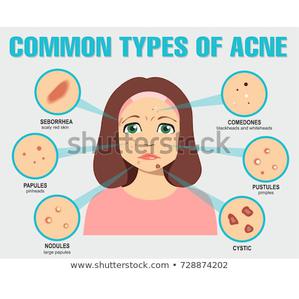 COMMON TYPES OF ACNE
SEBORRHEA
scaly red skin
COMEDONES
blackheads and whiteheads
PAPULES
pinheads
PUSTULES
pimples
NODULES
large papules
CYSTIC
shutterstock
www.shutterstock.com • 728874202